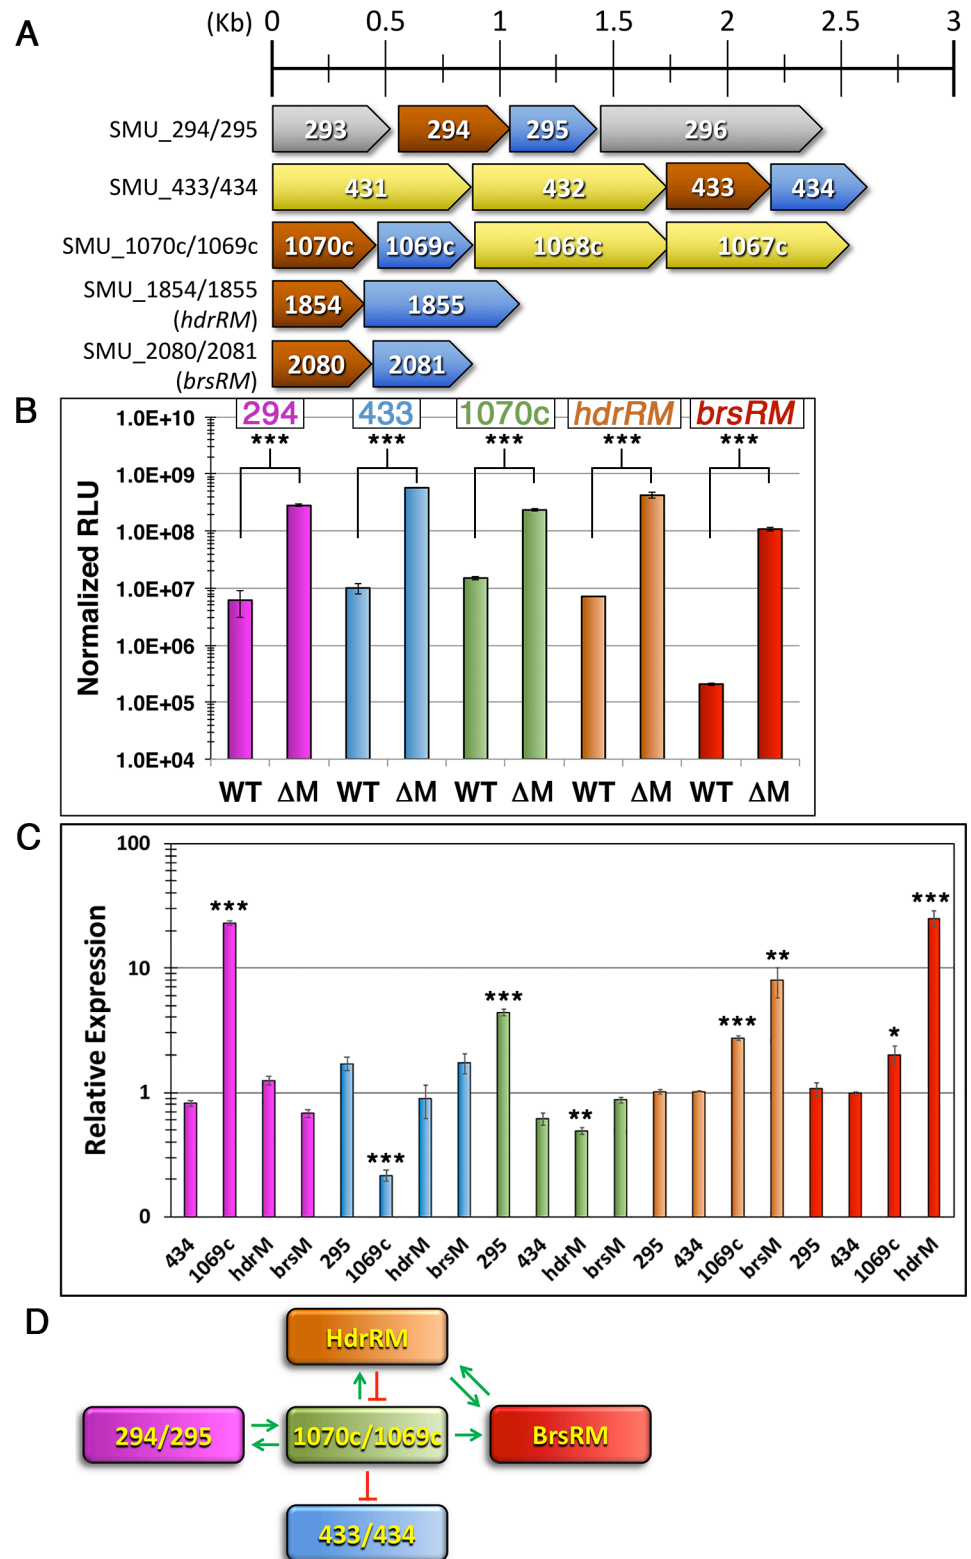 A
(Kb) 0 0.5 1 1.5 2 2.5 3
SMU_294/295 293 294 295 296
SMU_433/434 431 432 433 434
SMU_1070c/1069c 1070c 1069c 1068c 1067c
SMU_1854/1855
(hdrRM) 1854 1855
SMU_2080/2081
(brsRM) 2080 2081
B
294 433 1070c hdrRM brsRM
*** *** *** *** ***
Normalized RLU
1.0E+10
1.0E+09
1.0E+08
1.0E+07
1.0E+06
1.0E+05
1.0E+04
WT ΔM WT ΔM WT ΔM WT ΔM WT ΔM
C
Relative Expression
100
10
1
0
*** *** *** ** *** ** * ***
434 1069c hdrM brsM 295 1069c hdrM brsM 295 434 hdrM brsM 295 434 1069c brsM 295 434 1069c hdrM
D
HdrRM
294/295 1070c/1069c BrsRM
433/434